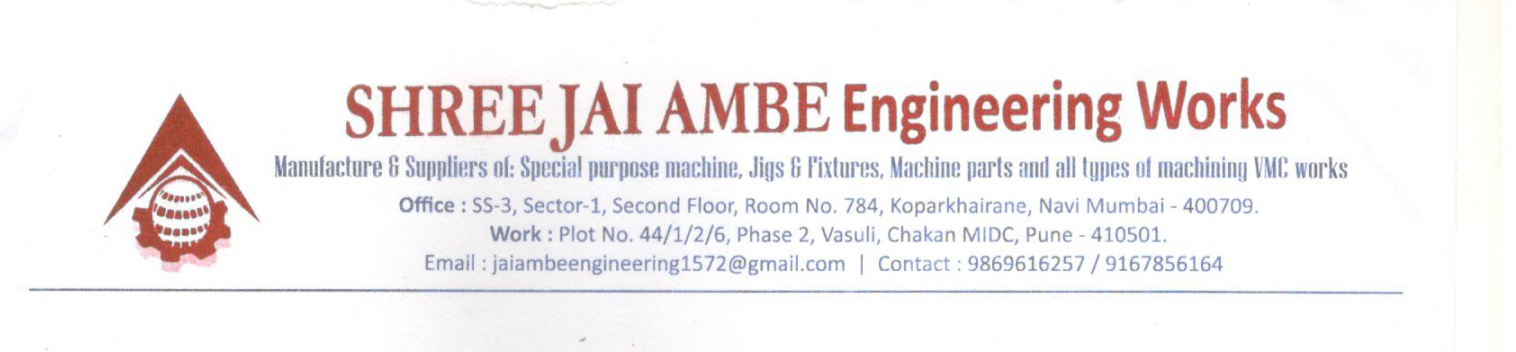 SHREE JAI AMBE Engineering Works
Manufacture & Suppliers of: Special purpose machine, Jigs & Fixtures, Machine parts and all types of machining VMC works
Office : SS-3, Sector-1, Second Floor, Room No. 784, Koparkhairane, Navi Mumbai - 400709.
Work : Plot No. 44/1/2/6, Phase 2, Vasuli, Chakan MIDC, Pune - 410501.
Email : jaiambeengineering1572@gmail.com | Contact : 9869616257 / 9167856164